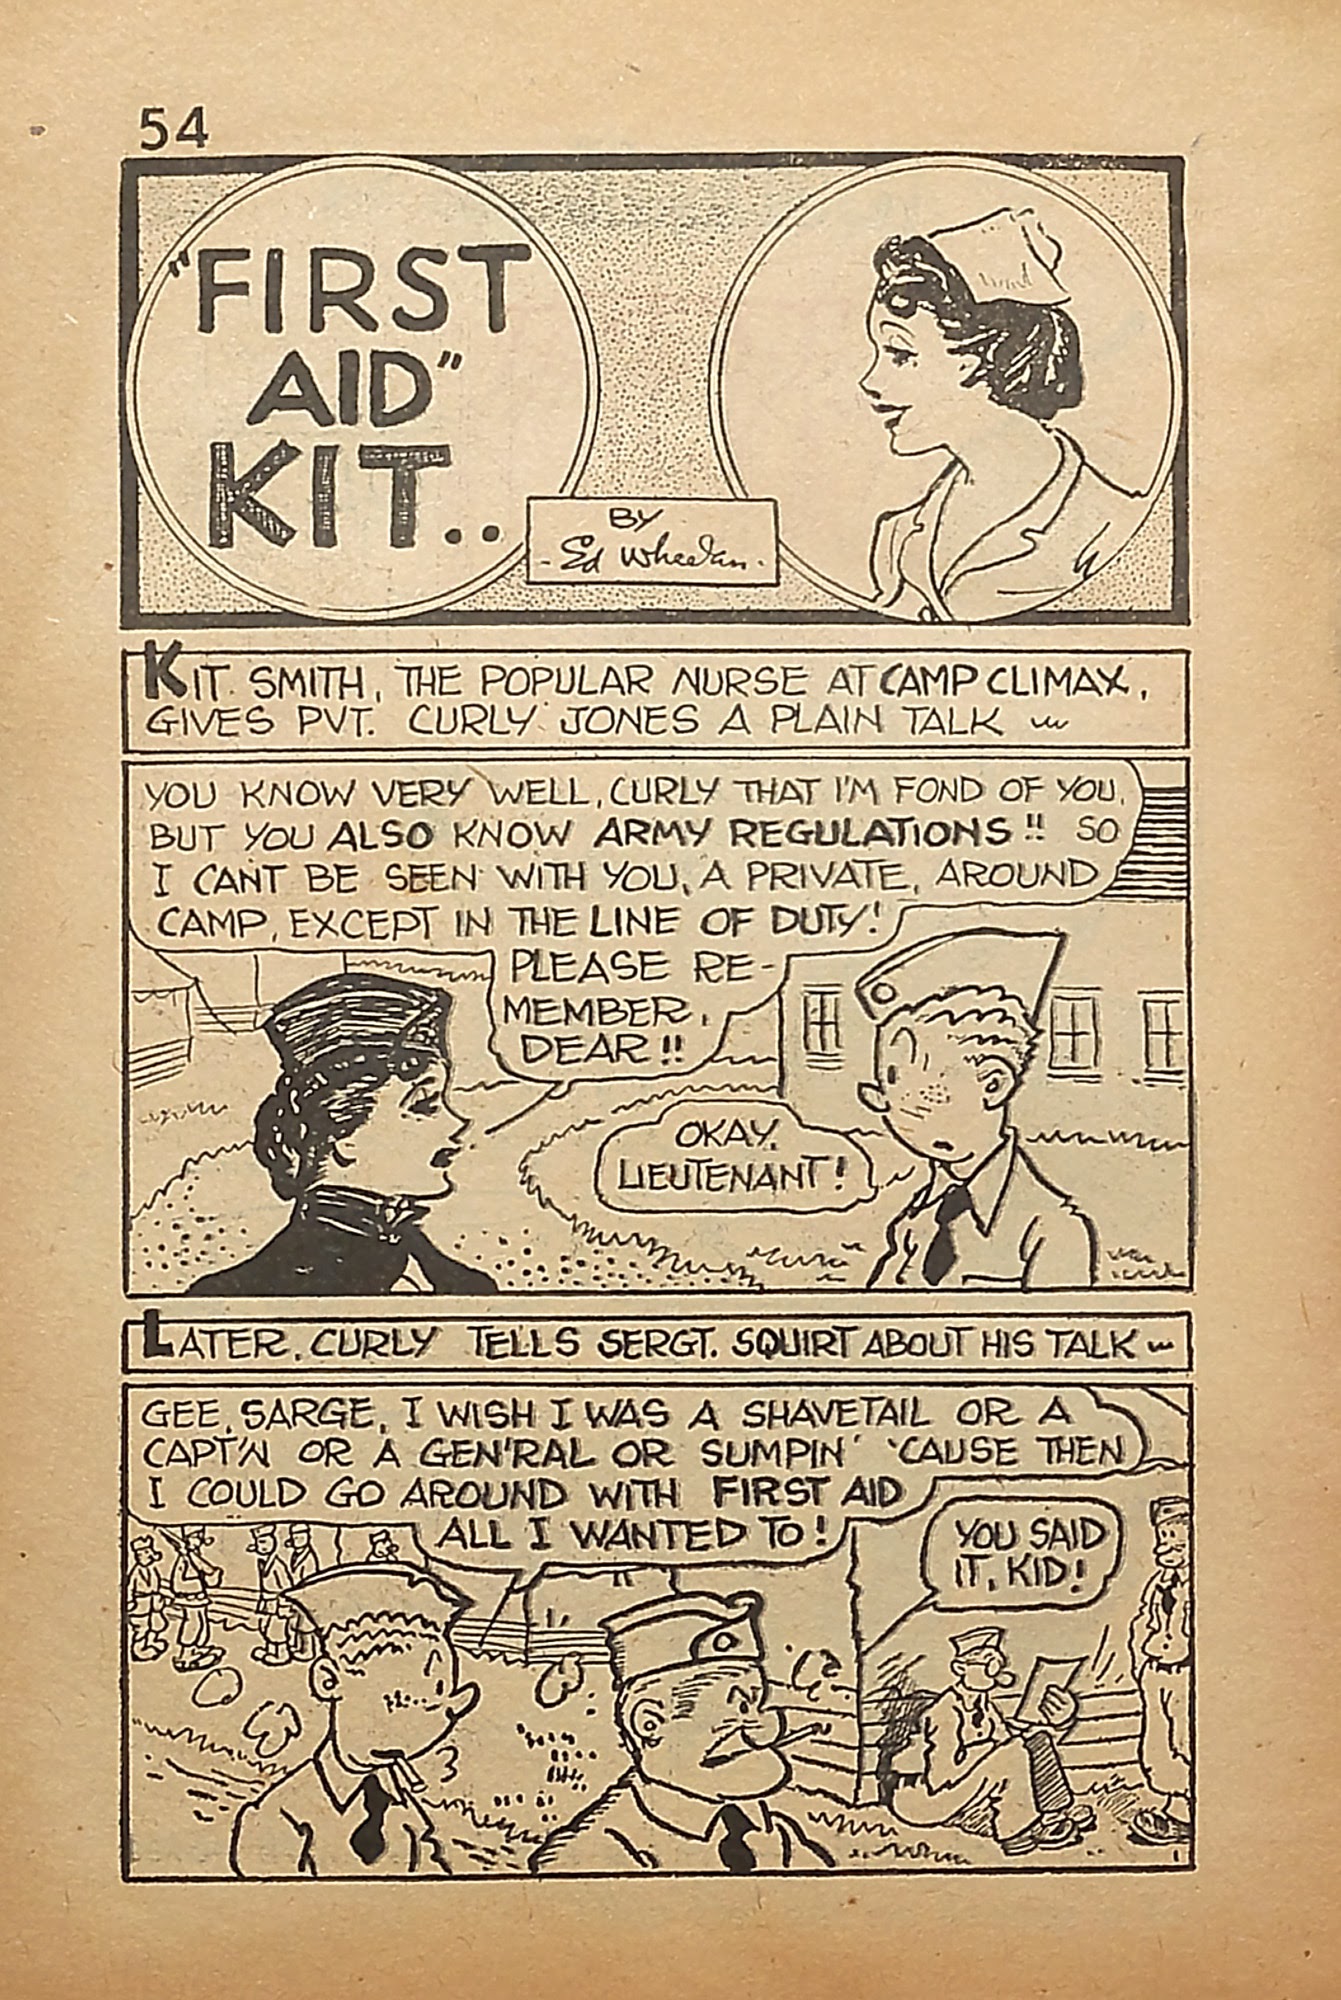 54
"FIRST
AID"
KIT..
BY
-Ed Wheelan-
KIT SMITH, THE POPULAR NURSE AT CAMP CLIMAX,
GIVES PVT. CURLY JONES A PLAIN TALK ~
YOU KNOW VERY WELL, CURLY THAT I'M FOND OF YOU,
BUT YOU ALSO KNOW ARMY REGULATIONS!! SO
I CAN'T BE SEEN WITH YOU, A PRIVATE, AROUND
CAMP, EXCEPT IN THE LINE OF DUTY!
PLEASE RE-
MEMBER,
DEAR!!
OKAY,
LIEUTENANT!
LATER, CURLY TELLS SERGT. SQUIRT ABOUT HIS TALK ~
GEE, SARGE, I WISH I WAS A SHAVETAIL OR A
CAPT'N OR A GEN'RAL OR SUMPIN' 'CAUSE THEN
I COULD GO AROUND WITH FIRST AID
ALL I WANTED TO!
YOU SAID
IT, KID!